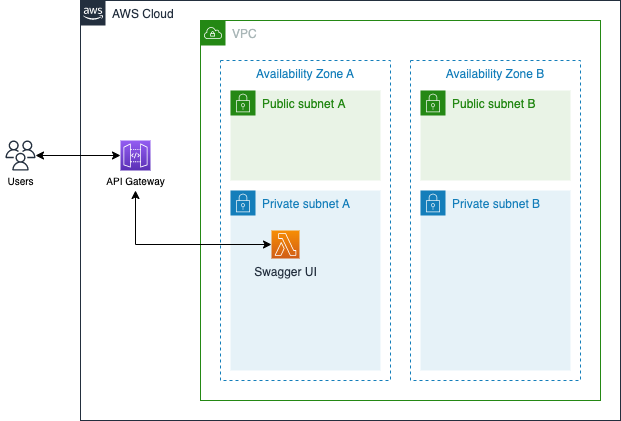 aws
AWS Cloud
VPC
Availability Zone A
Availability Zone B
Public subnet A
Public subnet B
Users
API Gateway
Private subnet A
Private subnet B
Swagger UI